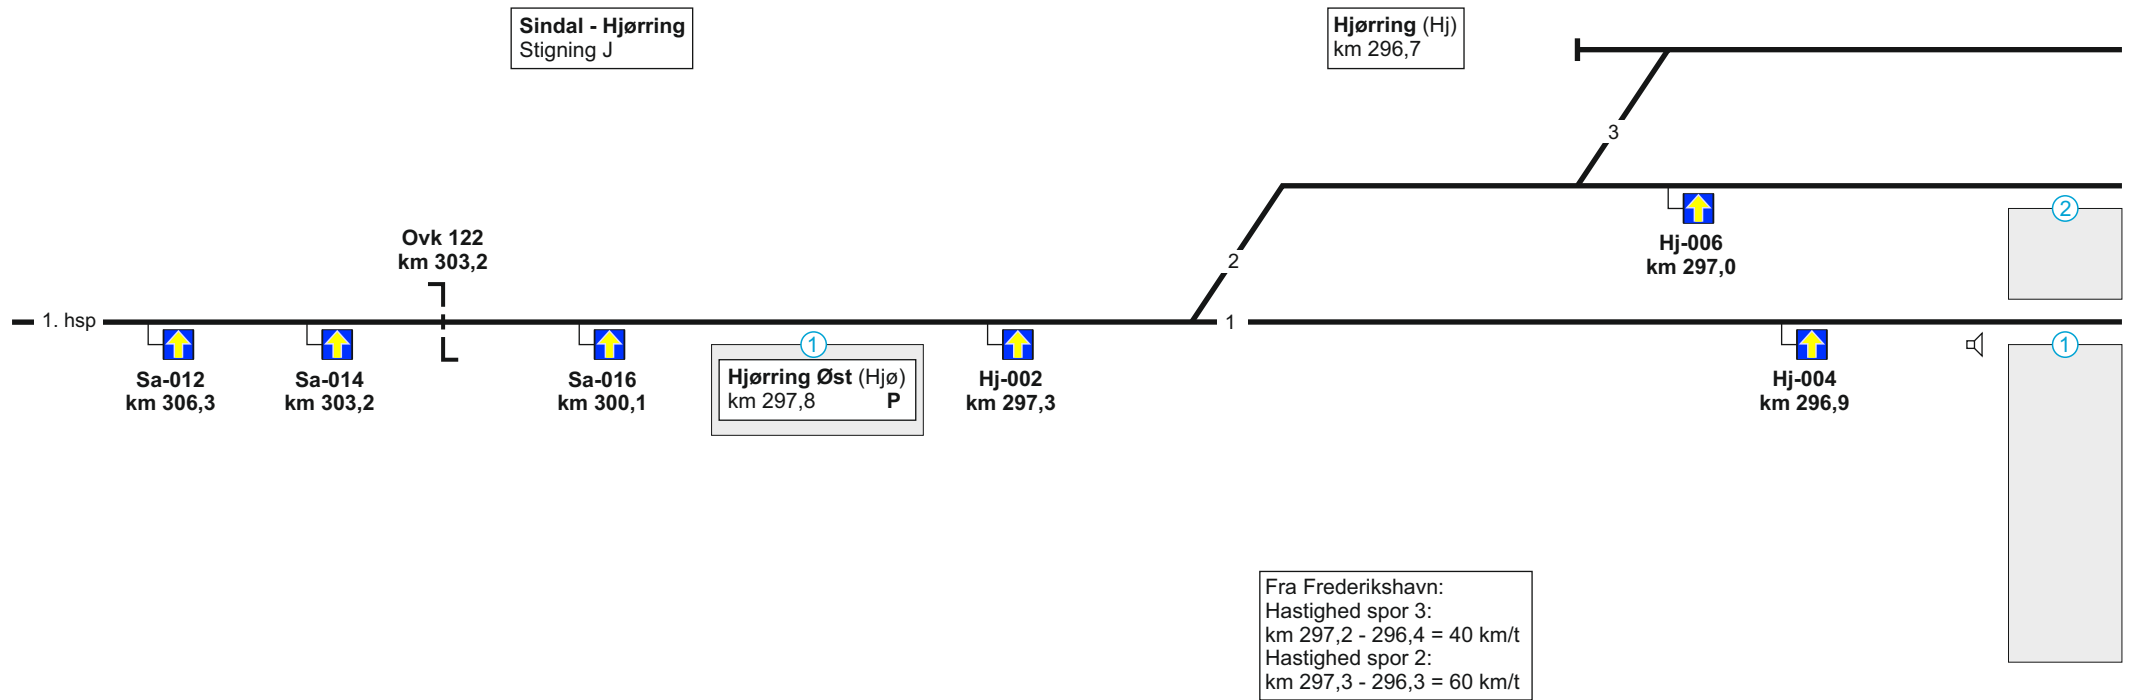 Sindal - Hjørring
Stigning J
Hjørring (Hj)
km 296,7
3
2
Hj-006
km 297,0
Ovk 122
km 303,2
2
1. hsp
1
1
1
Sa-012
km 306,3
Sa-014
km 303,2
Sa-016
km 300,1
Hjørring Øst (Hjø)
km 297,8 P
Hj-002
km 297,3
Hj-004
km 296,9
Fra Frederikshavn:
Hastighed spor 3:
km 297,2 - 296,4 = 40 km/t
Hastighed spor 2:
km 297,3 - 296,3 = 60 km/t